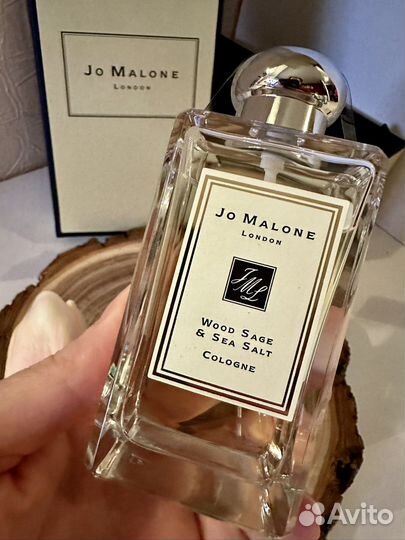 JO MALONE
LONDON
JO MALONE
LONDON
JML
WOOD SAGE
& SEA SALT
COLOGNE
Avito